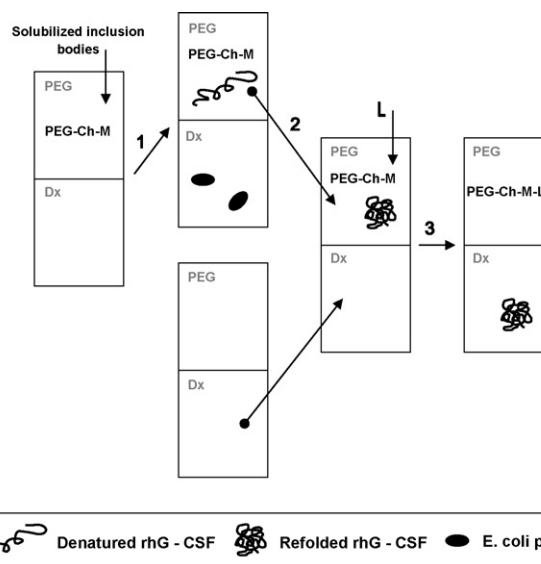 Solubilized inclusion
bodies
PEG
PEG-Ch-M
Dx
1
PEG
PEG-Ch-M
Dx
2
PEG
Dx
L
PEG
PEG-Ch-M
Dx
3
PEG
PEG-Ch-M-L
Dx
Denatured rhG - CSF
Refolded rhG - CSF
E. coli p